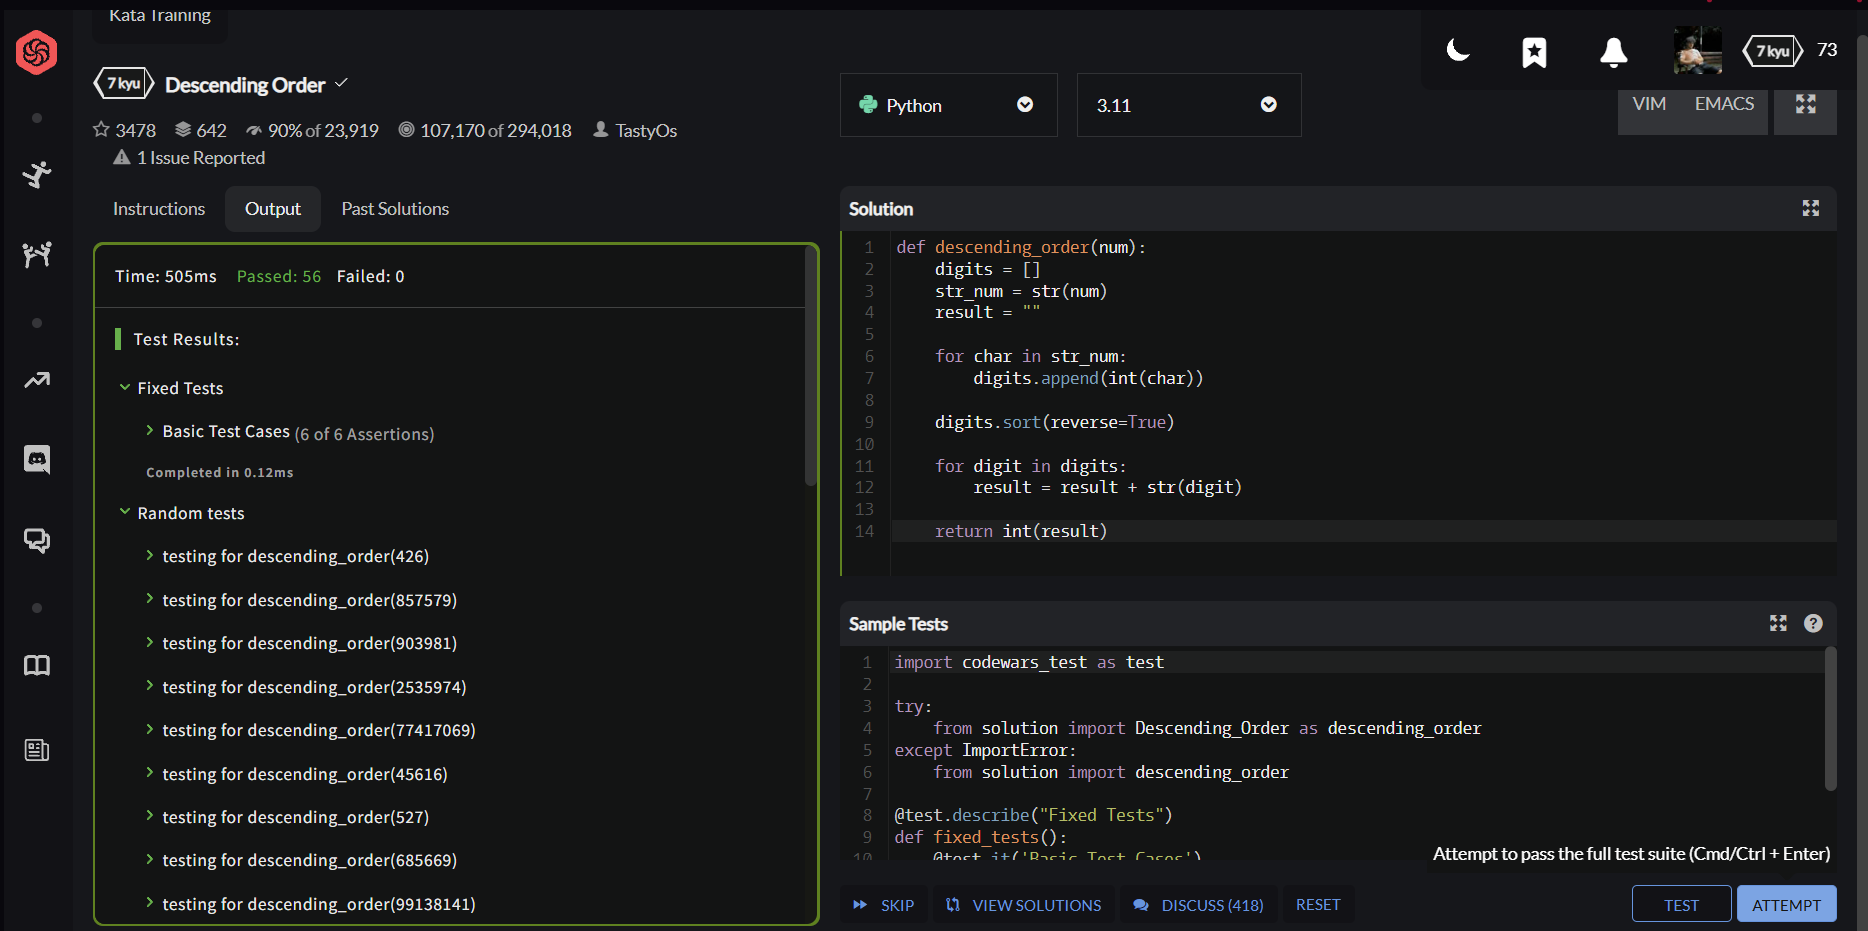 Kata Training
7 kyu Descending Order
3478 642 90% of 23,919 107,170 of 294,018 TastyOs
1 Issue Reported
Instructions Output Past Solutions
Time: 505ms Passed: 56 Failed: 0
Test Results:
Fixed Tests
Basic Test Cases (6 of 6 Assertions)
Completed in 0.12ms
Random tests
testing for descending_order(426)
testing for descending_order(857579)
testing for descending_order(903981)
testing for descending_order(2535974)
testing for descending_order(77417069)
testing for descending_order(45616)
testing for descending_order(527)
testing for descending_order(685669)
testing for descending_order(99138141)
7 kyu 73
Python 3.11 VIM EMACS
Solution
1 def descending_order(num):
2     digits = []
3     str_num = str(num)
4     result = ""
5
6     for char in str_num:
7         digits.append(int(char))
8
9     digits.sort(reverse=True)
10
11     for digit in digits:
12         result = result + str(digit)
13
14     return int(result)
Sample Tests
1 import codewars_test as test
2
3 try:
4     from solution import Descending_Order as descending_order
5 except ImportError:
6     from solution import descending_order
7
8 @test.describe("Fixed Tests")
9 def fixed_tests():
10     @test.it('Basic Test Cases')
Attempt to pass the full test suite (Cmd/Ctrl + Enter)
SKIP VIEW SOLUTIONS DISCUSS (418) RESET TEST ATTEMPT